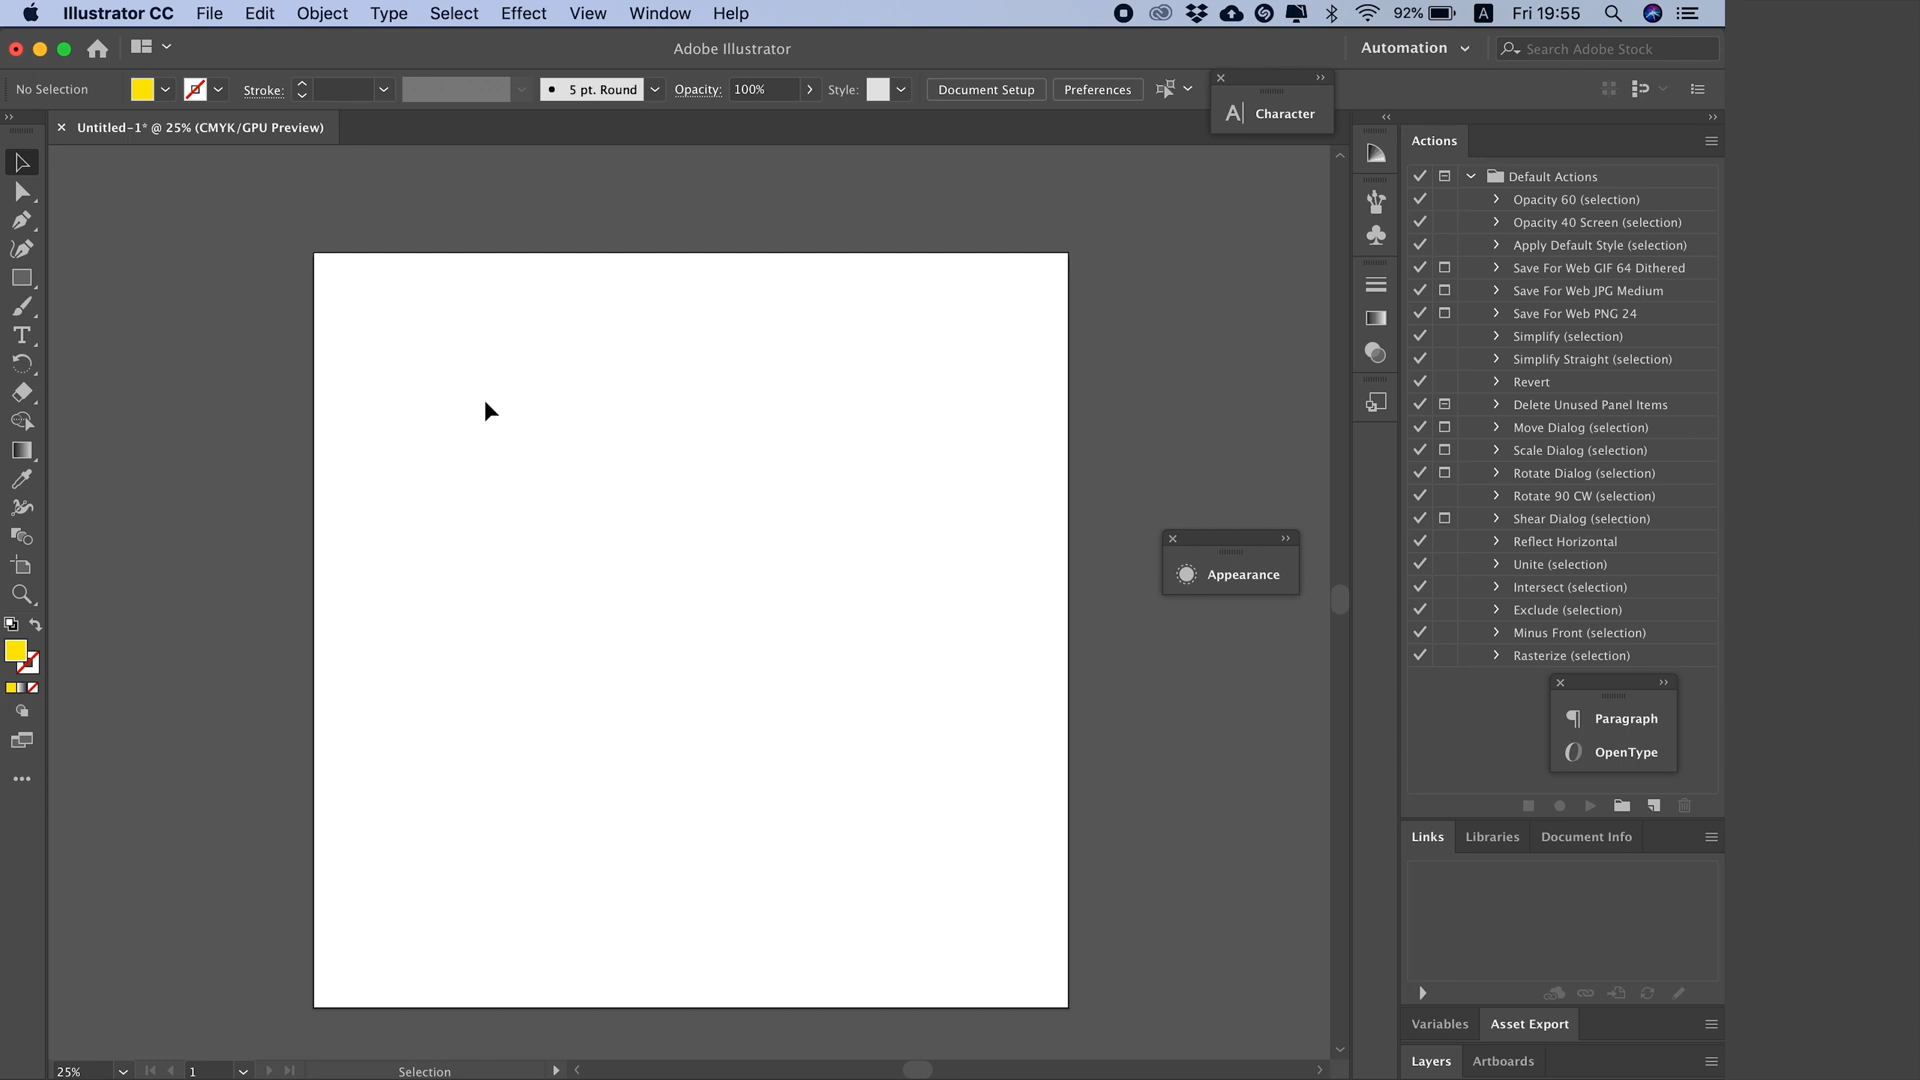 Illustrator CC File Edit Object Type Select Effect View Window Help 92% A Fri 19:55
Adobe Illustrator Automation Search Adobe Stock
No Selection Stroke: 5 pt. Round Opacity: 100% Style: Document Setup Preferences
Character
Untitled-1* @ 25% (CMYK/GPU Preview)
Actions
Default Actions
Opacity 60 (selection)
Opacity 40 Screen (selection)
Apply Default Style (selection)
Save For Web GIF 64 Dithered
Save For Web JPG Medium
Save For Web PNG 24
Simplify (selection)
Simplify Straight (selection)
Revert
Delete Unused Panel Items
Move Dialog (selection)
Scale Dialog (selection)
Rotate Dialog (selection)
Rotate 90 CW (selection)
Shear Dialog (selection)
Reflect Horizontal
Unite (selection)
Intersect (selection)
Exclude (selection)
Minus Front (selection)
Rasterize (selection)
Appearance
Paragraph
OpenType
Links Libraries Document Info
Variables Asset Export
Layers Artboards
25% 1 Selection